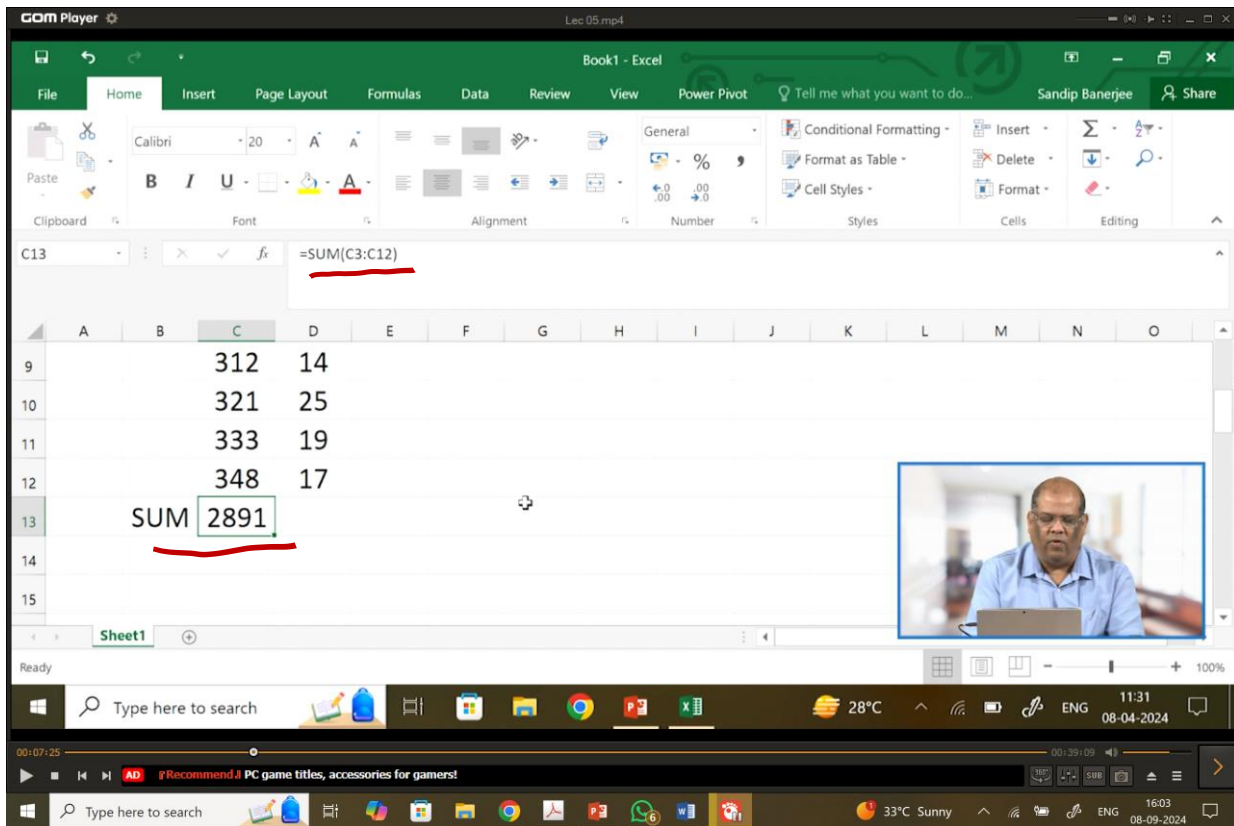 GOM Player
Lec 05.mp4
Book1 - Excel
File Home Insert Page Layout Formulas Data Review View Power Pivot Tell me what you want to do... Sandip Banerjee Share
Calibri 20 A A General Conditional Formatting Insert Σ
Paste B I U A % Format as Table Delete
Cell Styles Format
Clipboard Font Alignment Number Styles Cells Editing
C13 fx =SUM(C3:C12)
A B C D E F G H I J K L M N O
9 312 14
10 321 25
11 333 19
12 348 17
13 SUM 2891
14
15
Sheet1
Ready 100%
Type here to search 28°C ENG 11:31
08-04-2024
00:07:25 00:39:09
AD 『Recommend』 PC game titles, accessories for gamers! 360° SUB
Type here to search 6 33°C Sunny ENG 16:03
08-09-2024